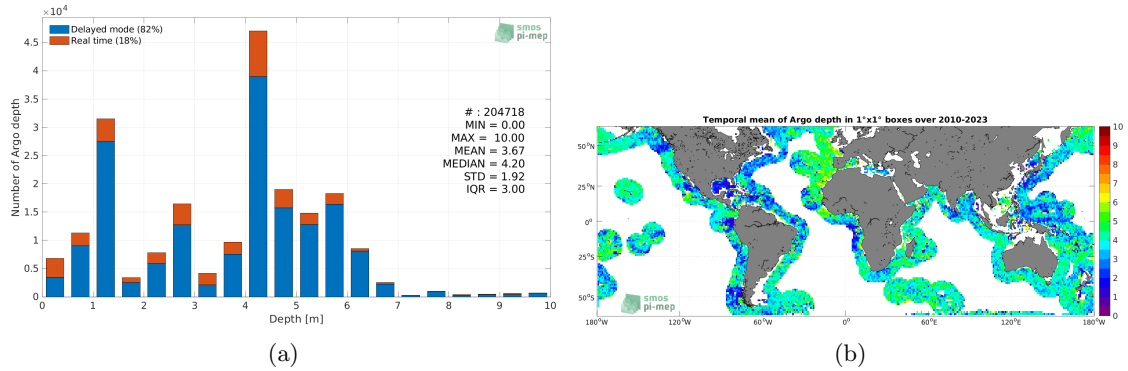 ×10⁴
4.5
4
3.5
3
2.5
2
1.5
1
0.5
0
Number of Argo depth
Delayed mode (82%)
Real time (18%)
smos
pi-mep
# : 204718
MIN = 0.00
MAX = 10.00
MEAN = 3.67
MEDIAN = 4.20
STD = 1.92
IQR = 3.00
0 1 2 3 4 5 6 7 8 9 10
Depth [m]
(a)
Temporal mean of Argo depth in 1°x1° boxes over 2010-2023
50°N
25°N
0°
25°S
50°S
180°W 120°W 60°W 0° 60°E 120°E 180°W
smos
pi-mep
10
9
8
7
6
5
4
3
2
1
0
(b)